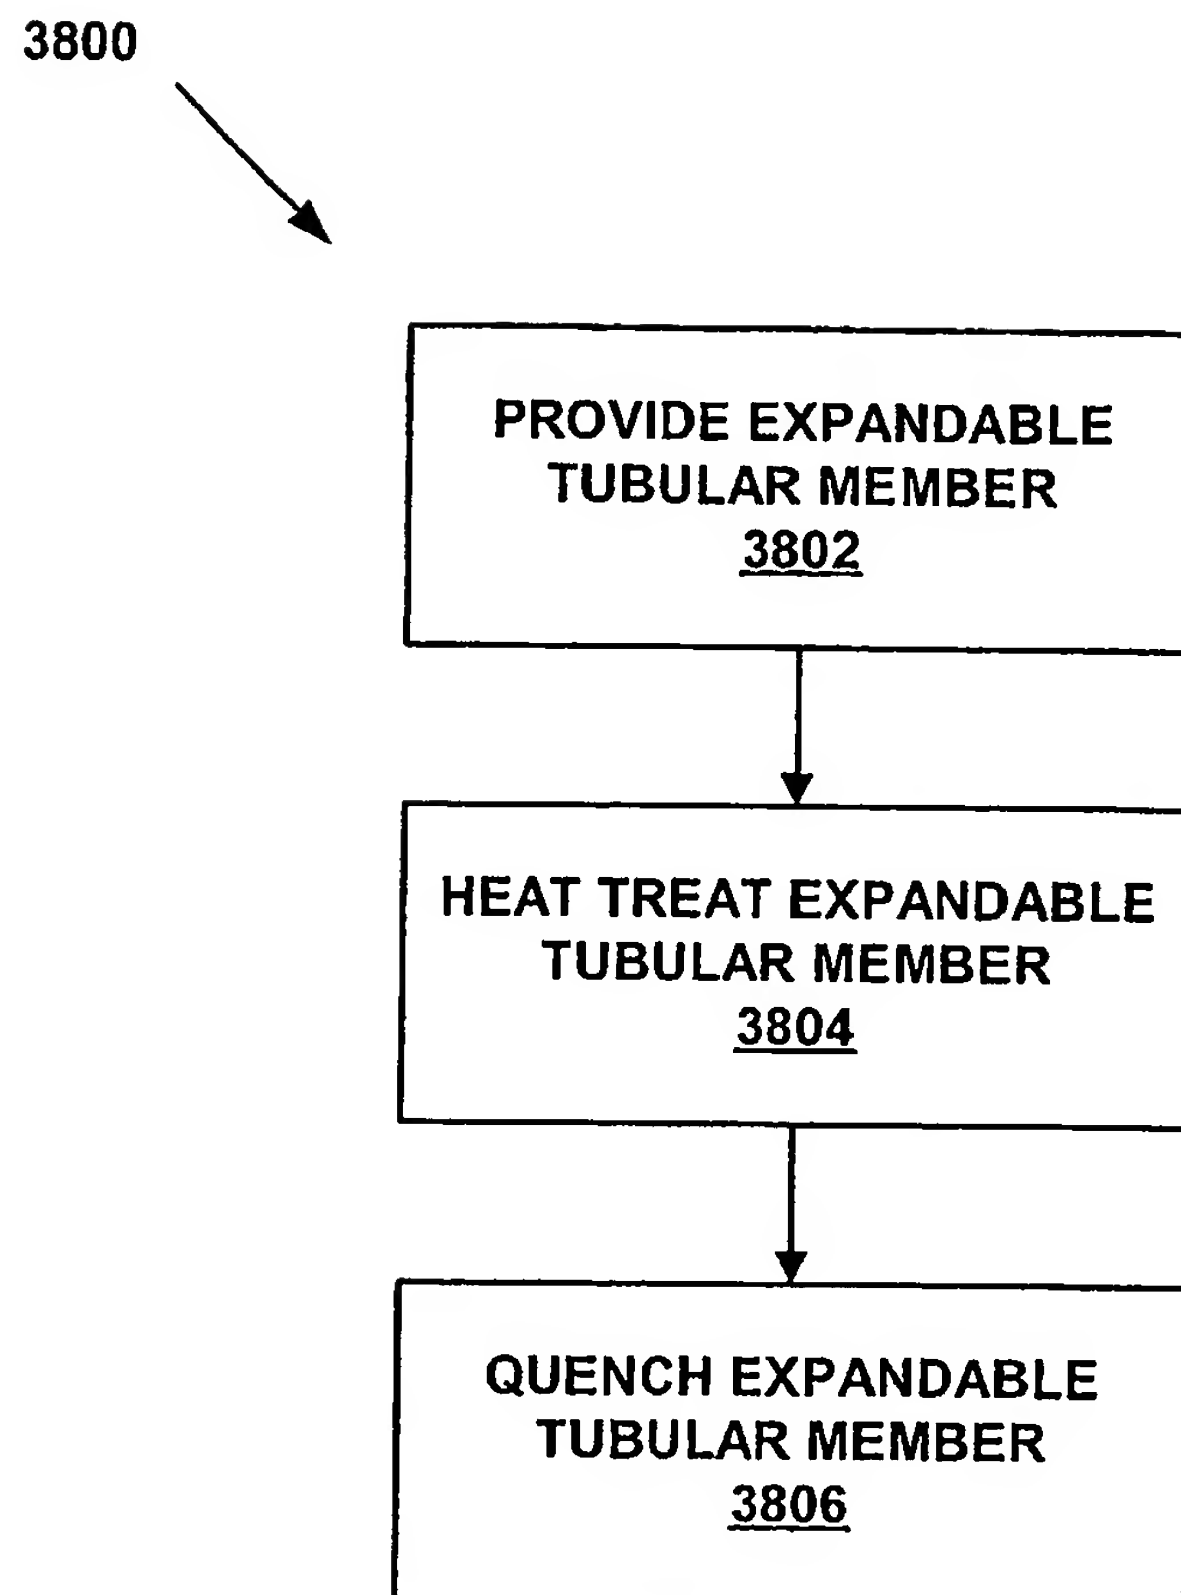 3800
PROVIDE EXPANDABLE
TUBULAR MEMBER
3802
HEAT TREAT EXPANDABLE
TUBULAR MEMBER
3804
QUENCH EXPANDABLE
TUBULAR MEMBER
3806